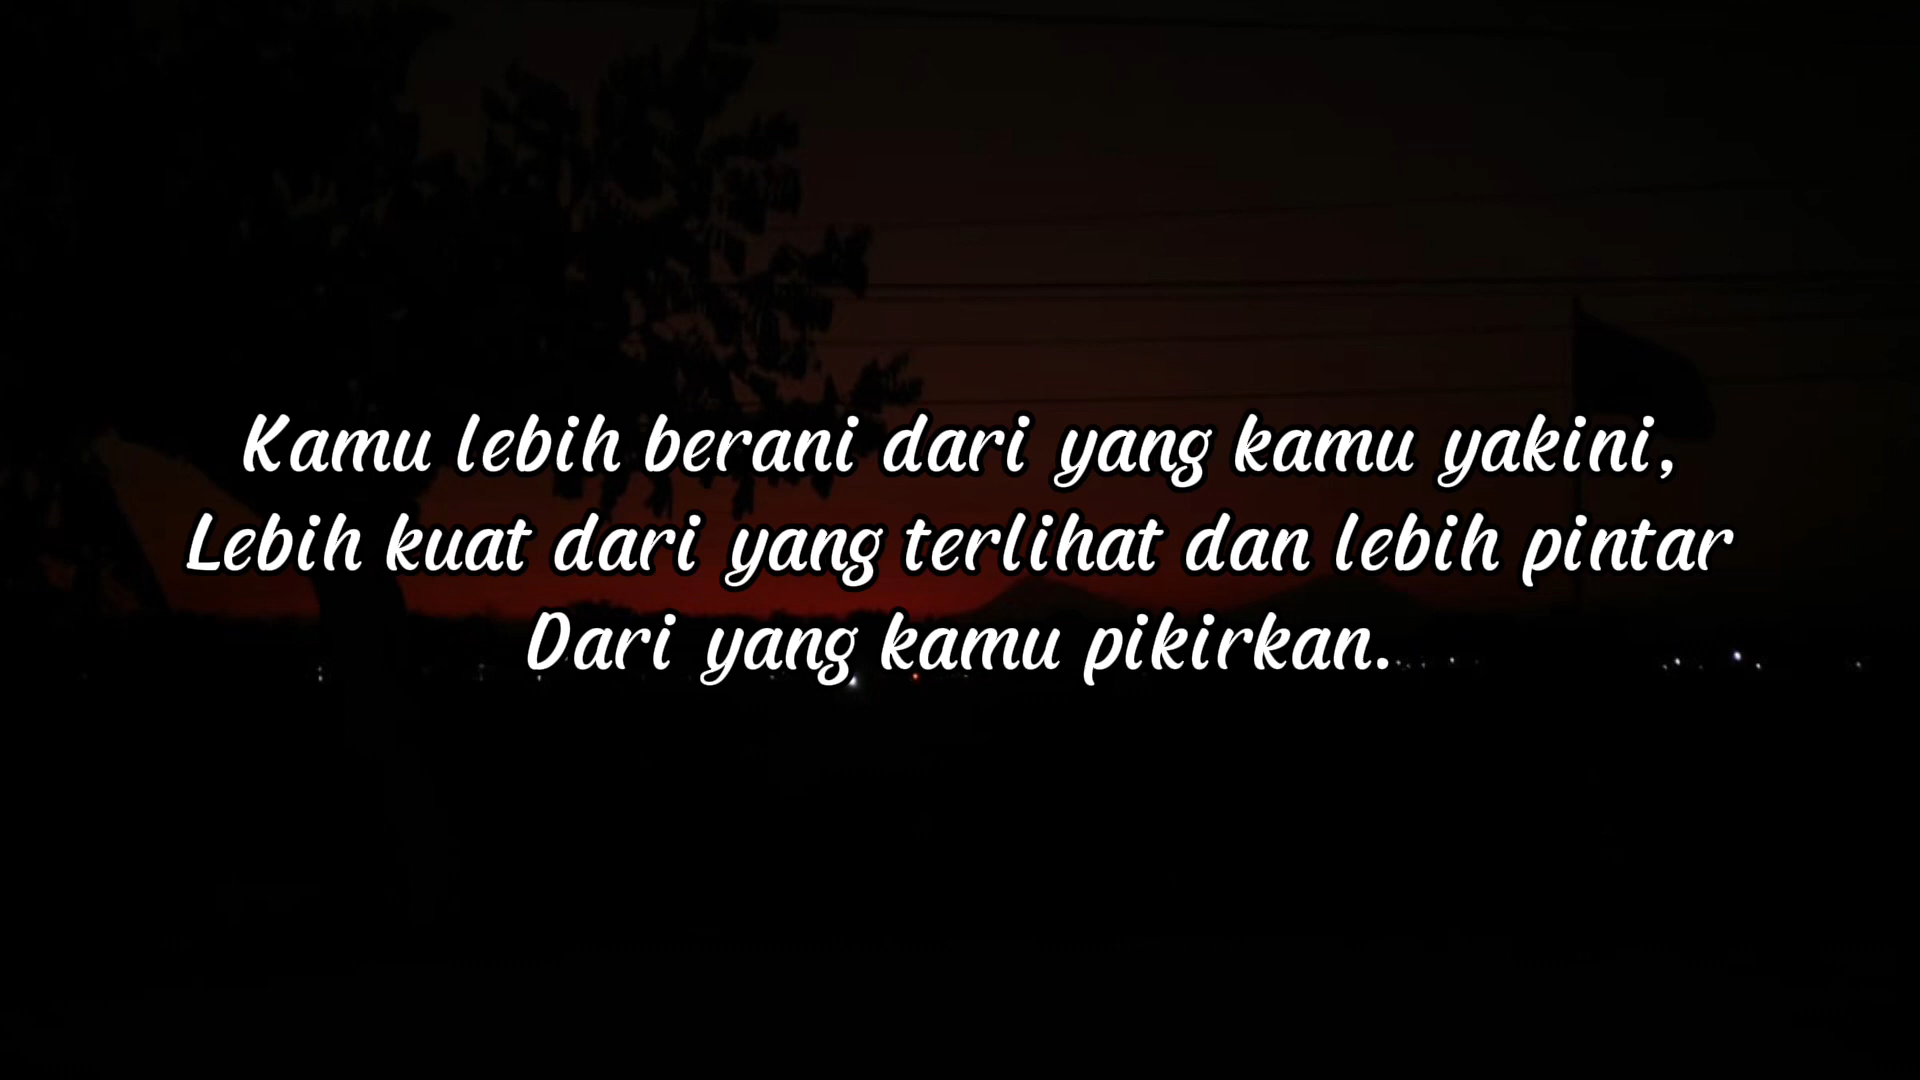 Kamu lebih berani dari yang kamu yakini,
Lebih kuat dari yang terlihat dan lebih pintar
Dari yang kamu pikirkan.